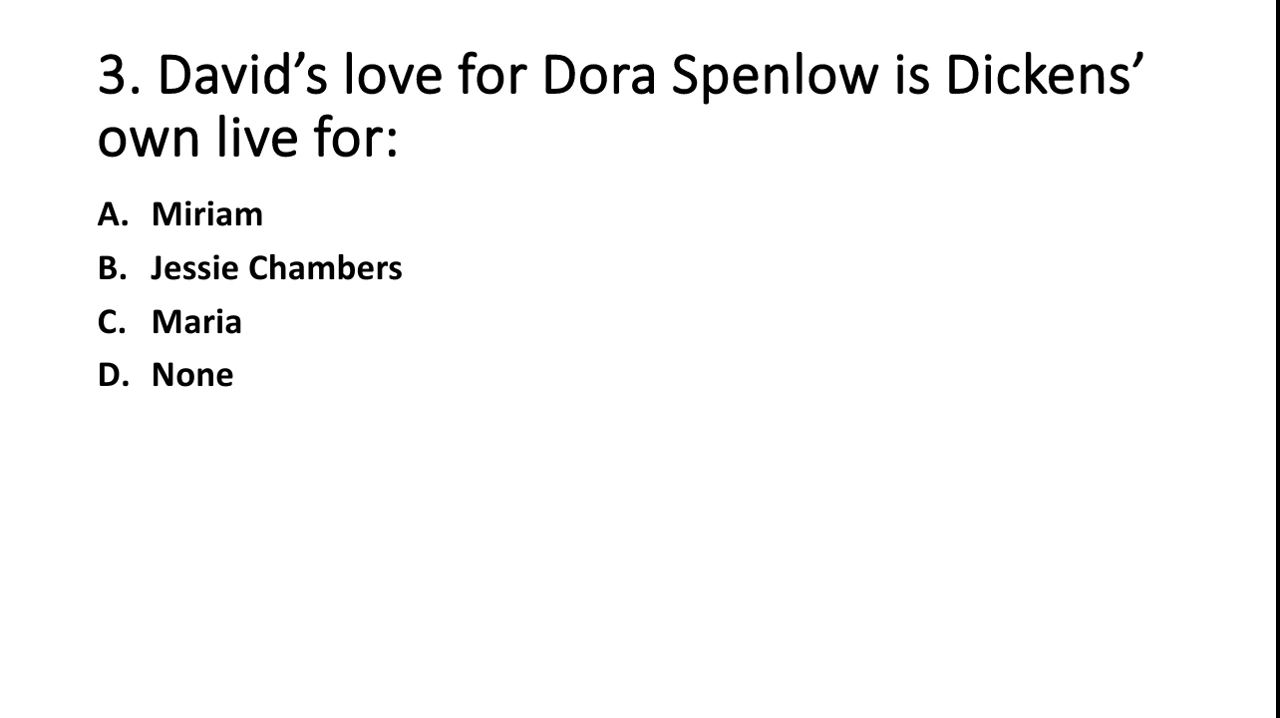 3. David’s love for Dora Spenlow is Dickens’
own live for:
A. Miriam
B. Jessie Chambers
C. Maria
D. None